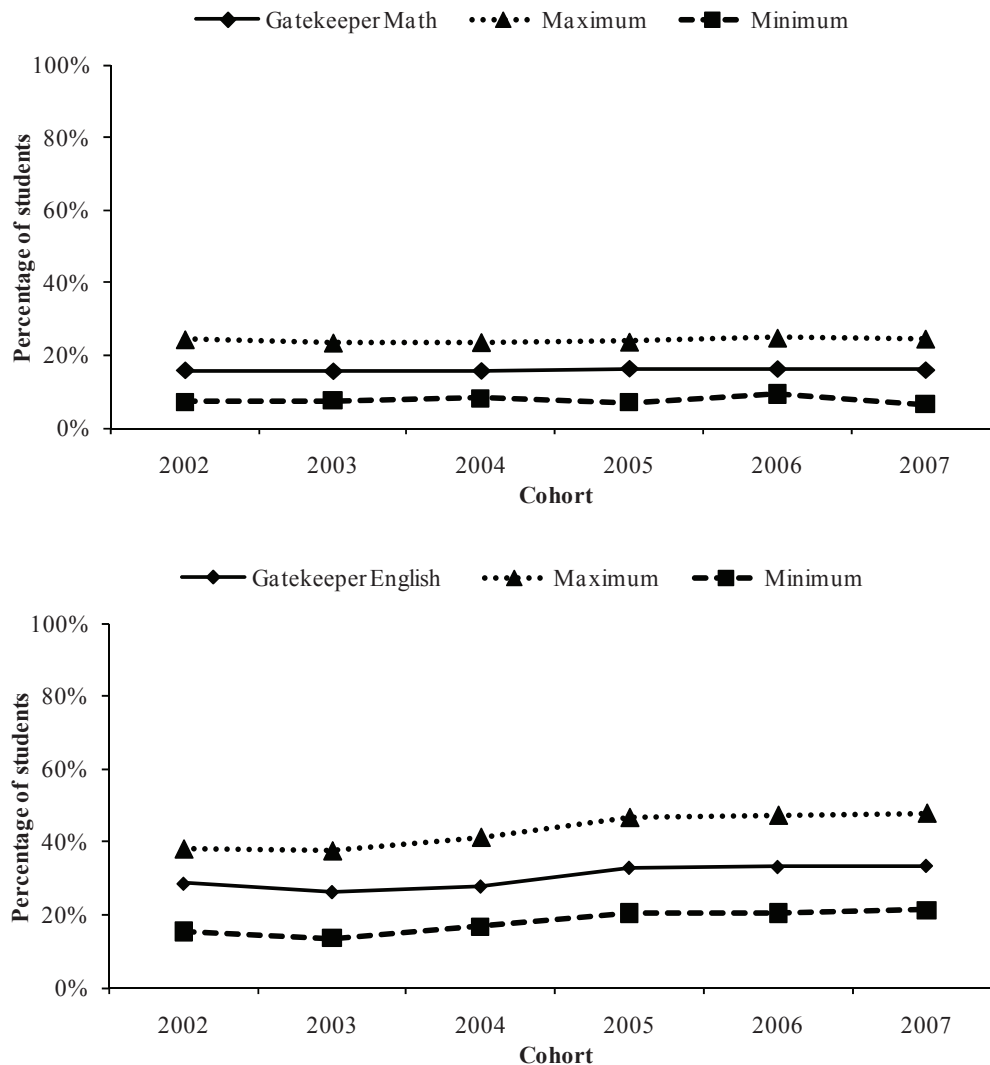 Gatekeeper Math Maximum Minimum
100%
80%
60%
40%
20%
0%
Percentage of students
2002 2003 2004 2005 2006 2007
Cohort
Gatekeeper English Maximum Minimum
100%
80%
60%
40%
20%
0%
Percentage of students
2002 2003 2004 2005 2006 2007
Cohort